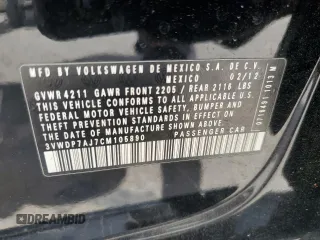 MFD BY VOLKSWAGEN DE MEXICO S.A. DE C.V.
MEXICO 02/12
GVWR 4211 GAWR FRONT 2205 / REAR 2116 LBS
THIS VEHICLE CONFORMS TO ALL APPLICABLE U.S.
FEDERAL MOTOR VEHICLE SAFETY, BUMPER, AND
THEFT PREVENTION STANDARDS IN EFFECT
ON THE DATE OF MANUFACTURE SHOWN ABOVE
3VWDP7AJ7CM105890 PASSENGER CAR
DREAMBID